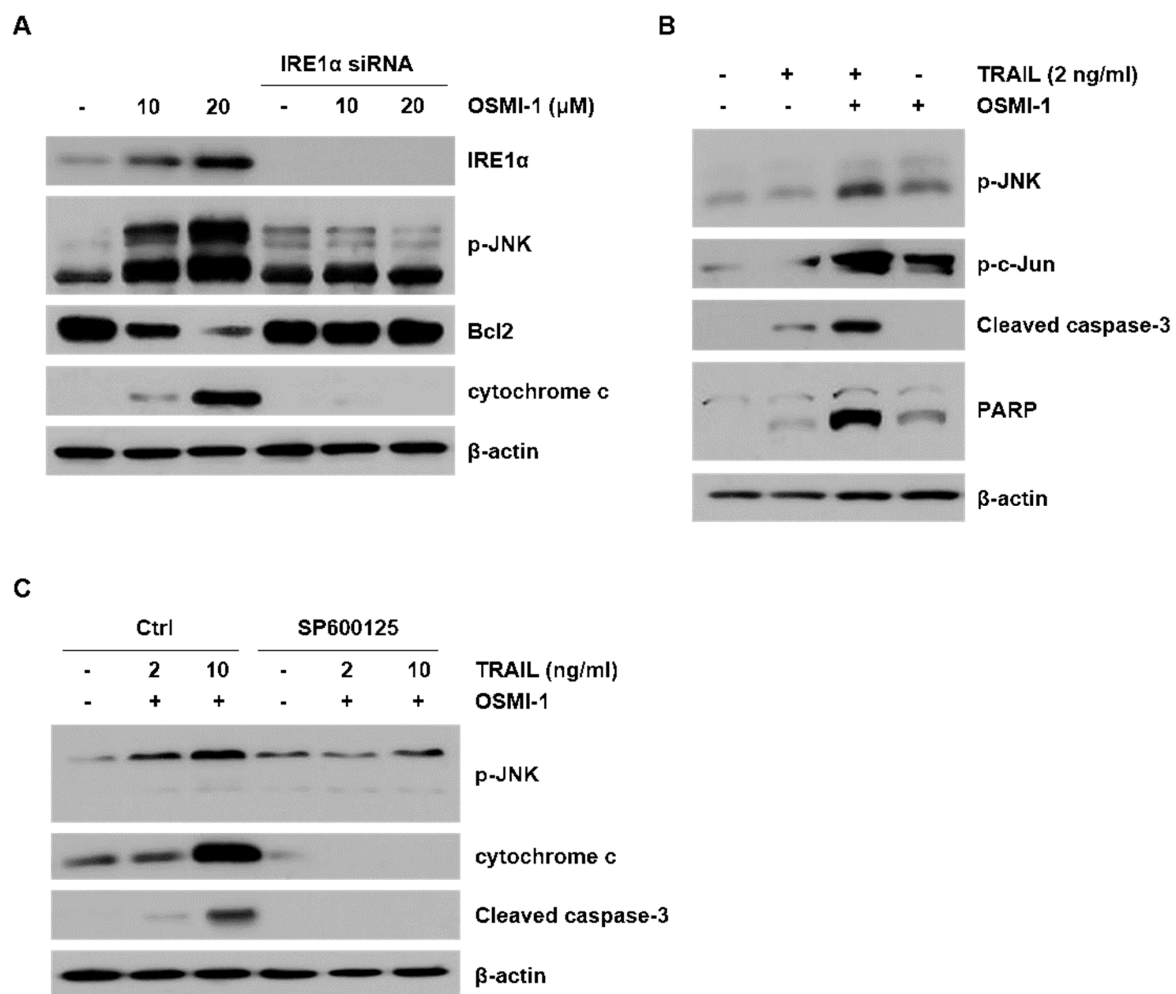 A
IRE1α siRNA
- 10 20 - 10 20 OSMI-1 (μM)
IRE1α
p-JNK
Bcl2
cytochrome c
β-actin
B
- + + - TRAIL (2 ng/ml)
- - + + OSMI-1
p-JNK
p-c-Jun
Cleaved caspase-3
PARP
β-actin
C
Ctrl SP600125
- 2 10 - 2 10 TRAIL (ng/ml)
- + + - + + OSMI-1
p-JNK
cytochrome c
Cleaved caspase-3
β-actin